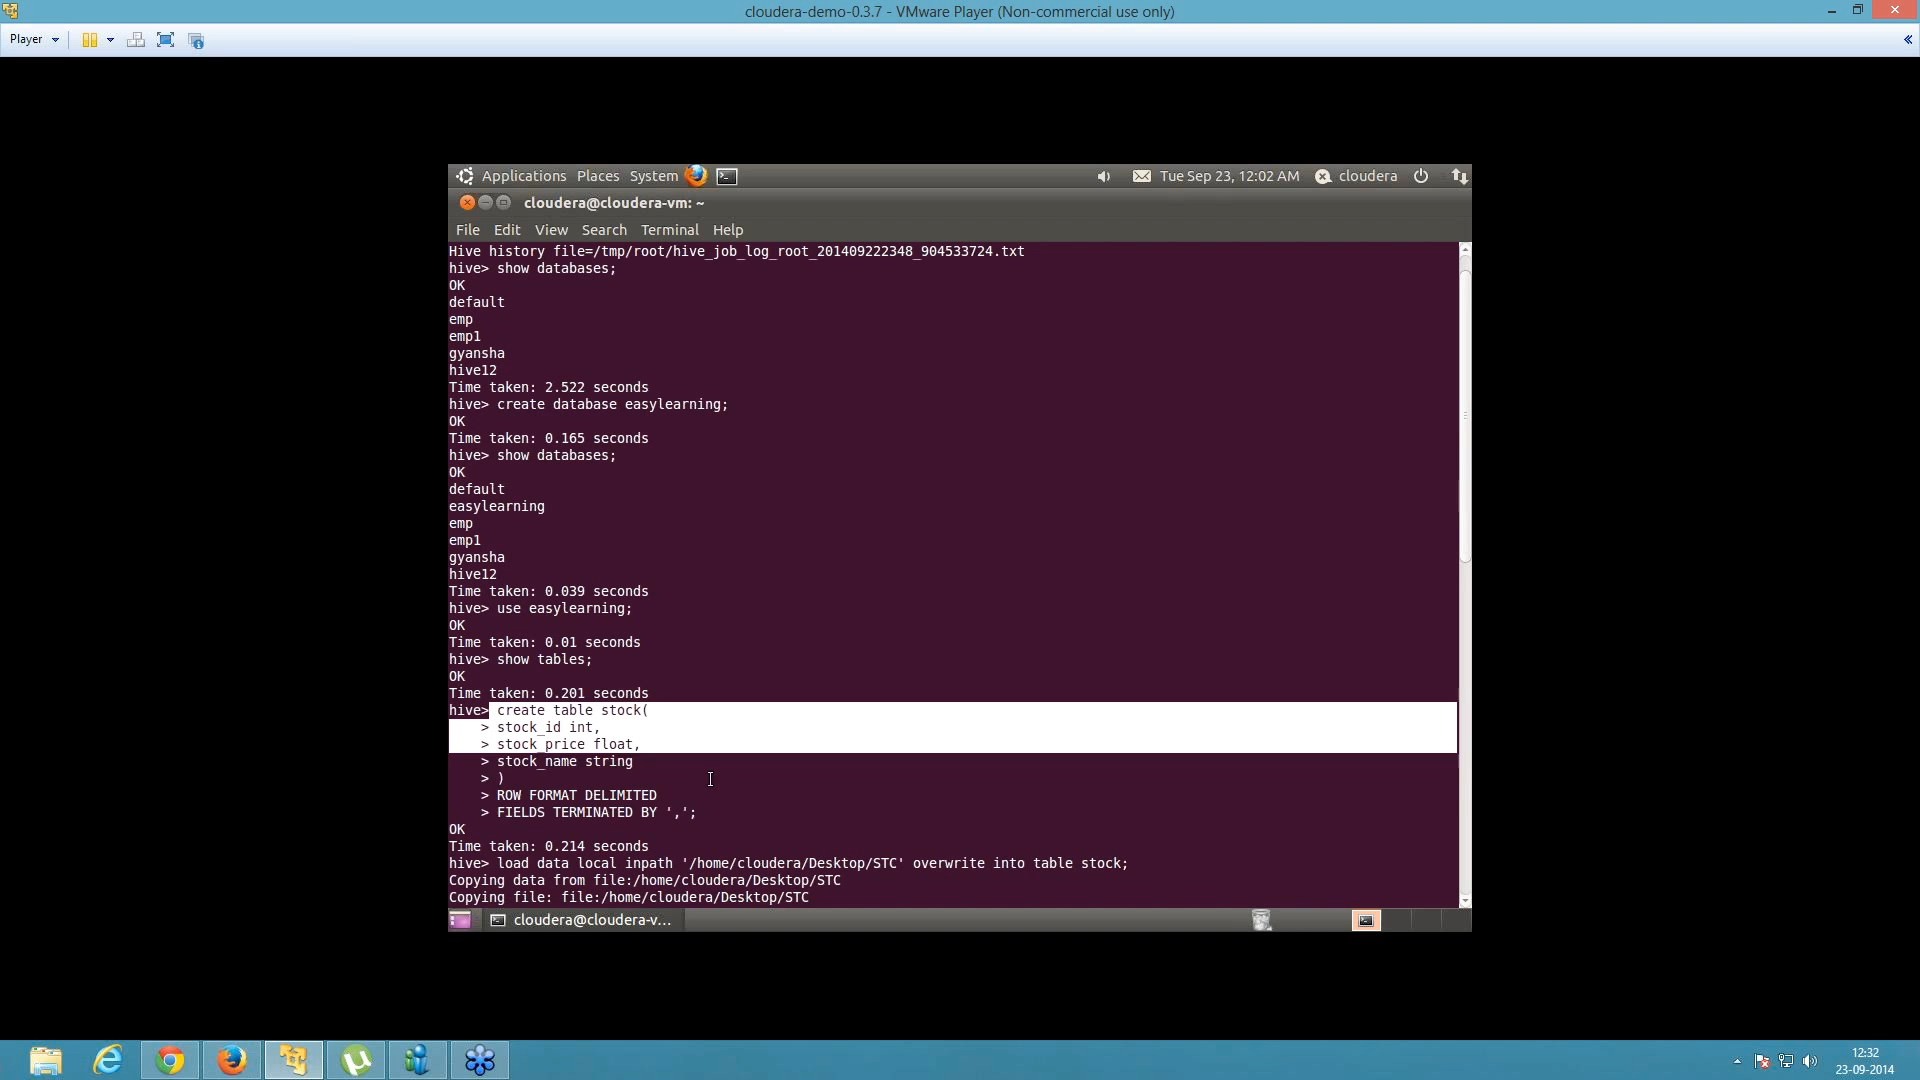 cloudera-demo-0.3.7 - VMware Player (Non-commercial use only)
Player
Applications Places System Tue Sep 23, 12:02 AM cloudera
cloudera@cloudera-vm: ~
File Edit View Search Terminal Help
Hive history file=/tmp/root/hive_job_log_root_201409222348_904533724.txt
hive> show databases;
OK
default
emp
emp1
gyansha
hive12
Time taken: 2.522 seconds
hive> create database easylearning;
OK
Time taken: 0.165 seconds
hive> show databases;
OK
default
easylearning
emp
emp1
gyansha
hive12
Time taken: 0.039 seconds
hive> use easylearning;
OK
Time taken: 0.01 seconds
hive> show tables;
OK
Time taken: 0.201 seconds
hive> create table stock(
> stock_id int,
> stock_price float,
> stock_name string
> )
> ROW FORMAT DELIMITED
> FIELDS TERMINATED BY ',';
OK
Time taken: 0.214 seconds
hive> load data local inpath '/home/cloudera/Desktop/STC' overwrite into table stock;
Copying data from file:/home/cloudera/Desktop/STC
Copying file: file:/home/cloudera/Desktop/STC
cloudera@cloudera-v...
12:32
23-09-2014